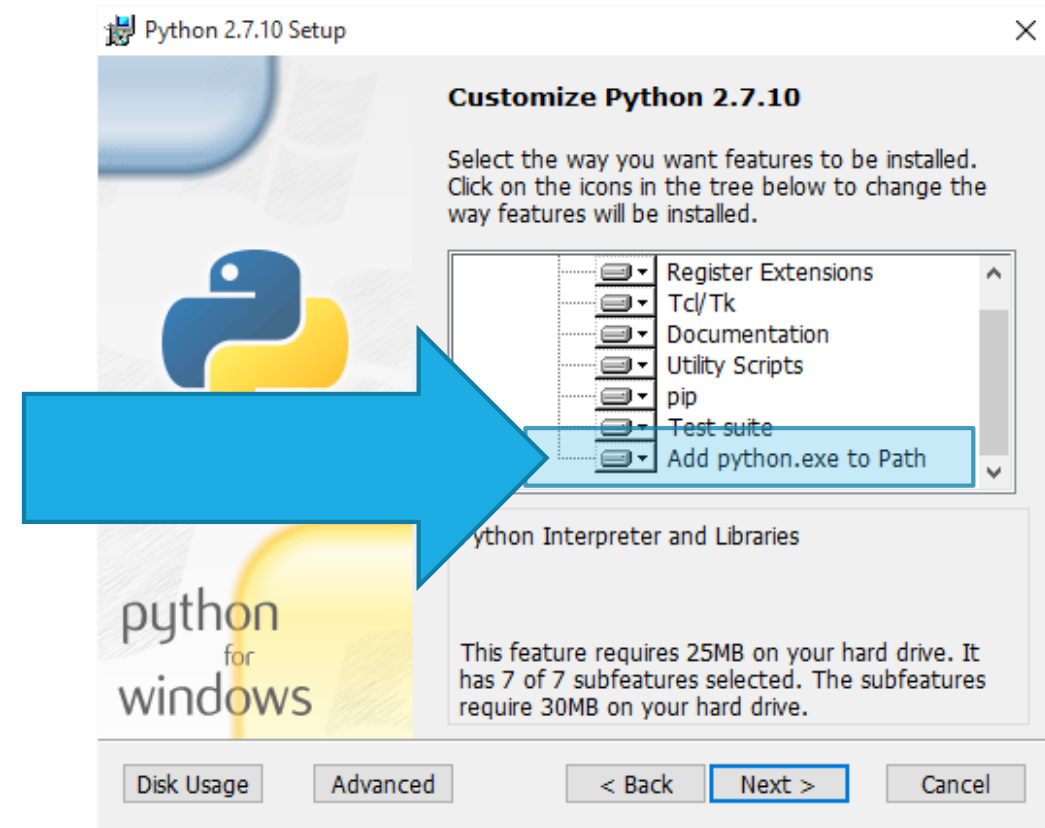 Python 2.7.10 Setup
Customize Python 2.7.10
Select the way you want features to be installed.
Click on the icons in the tree below to change the
way features will be installed.
Register Extensions
Tcl/Tk
Documentation
Utility Scripts
pip
Test suite
Add python.exe to Path
ython Interpreter and Libraries
This feature requires 25MB on your hard drive. It
has 7 of 7 subfeatures selected. The subfeatures
require 30MB on your hard drive.
python
for
windows
Disk Usage
Advanced
< Back
Next >
Cancel